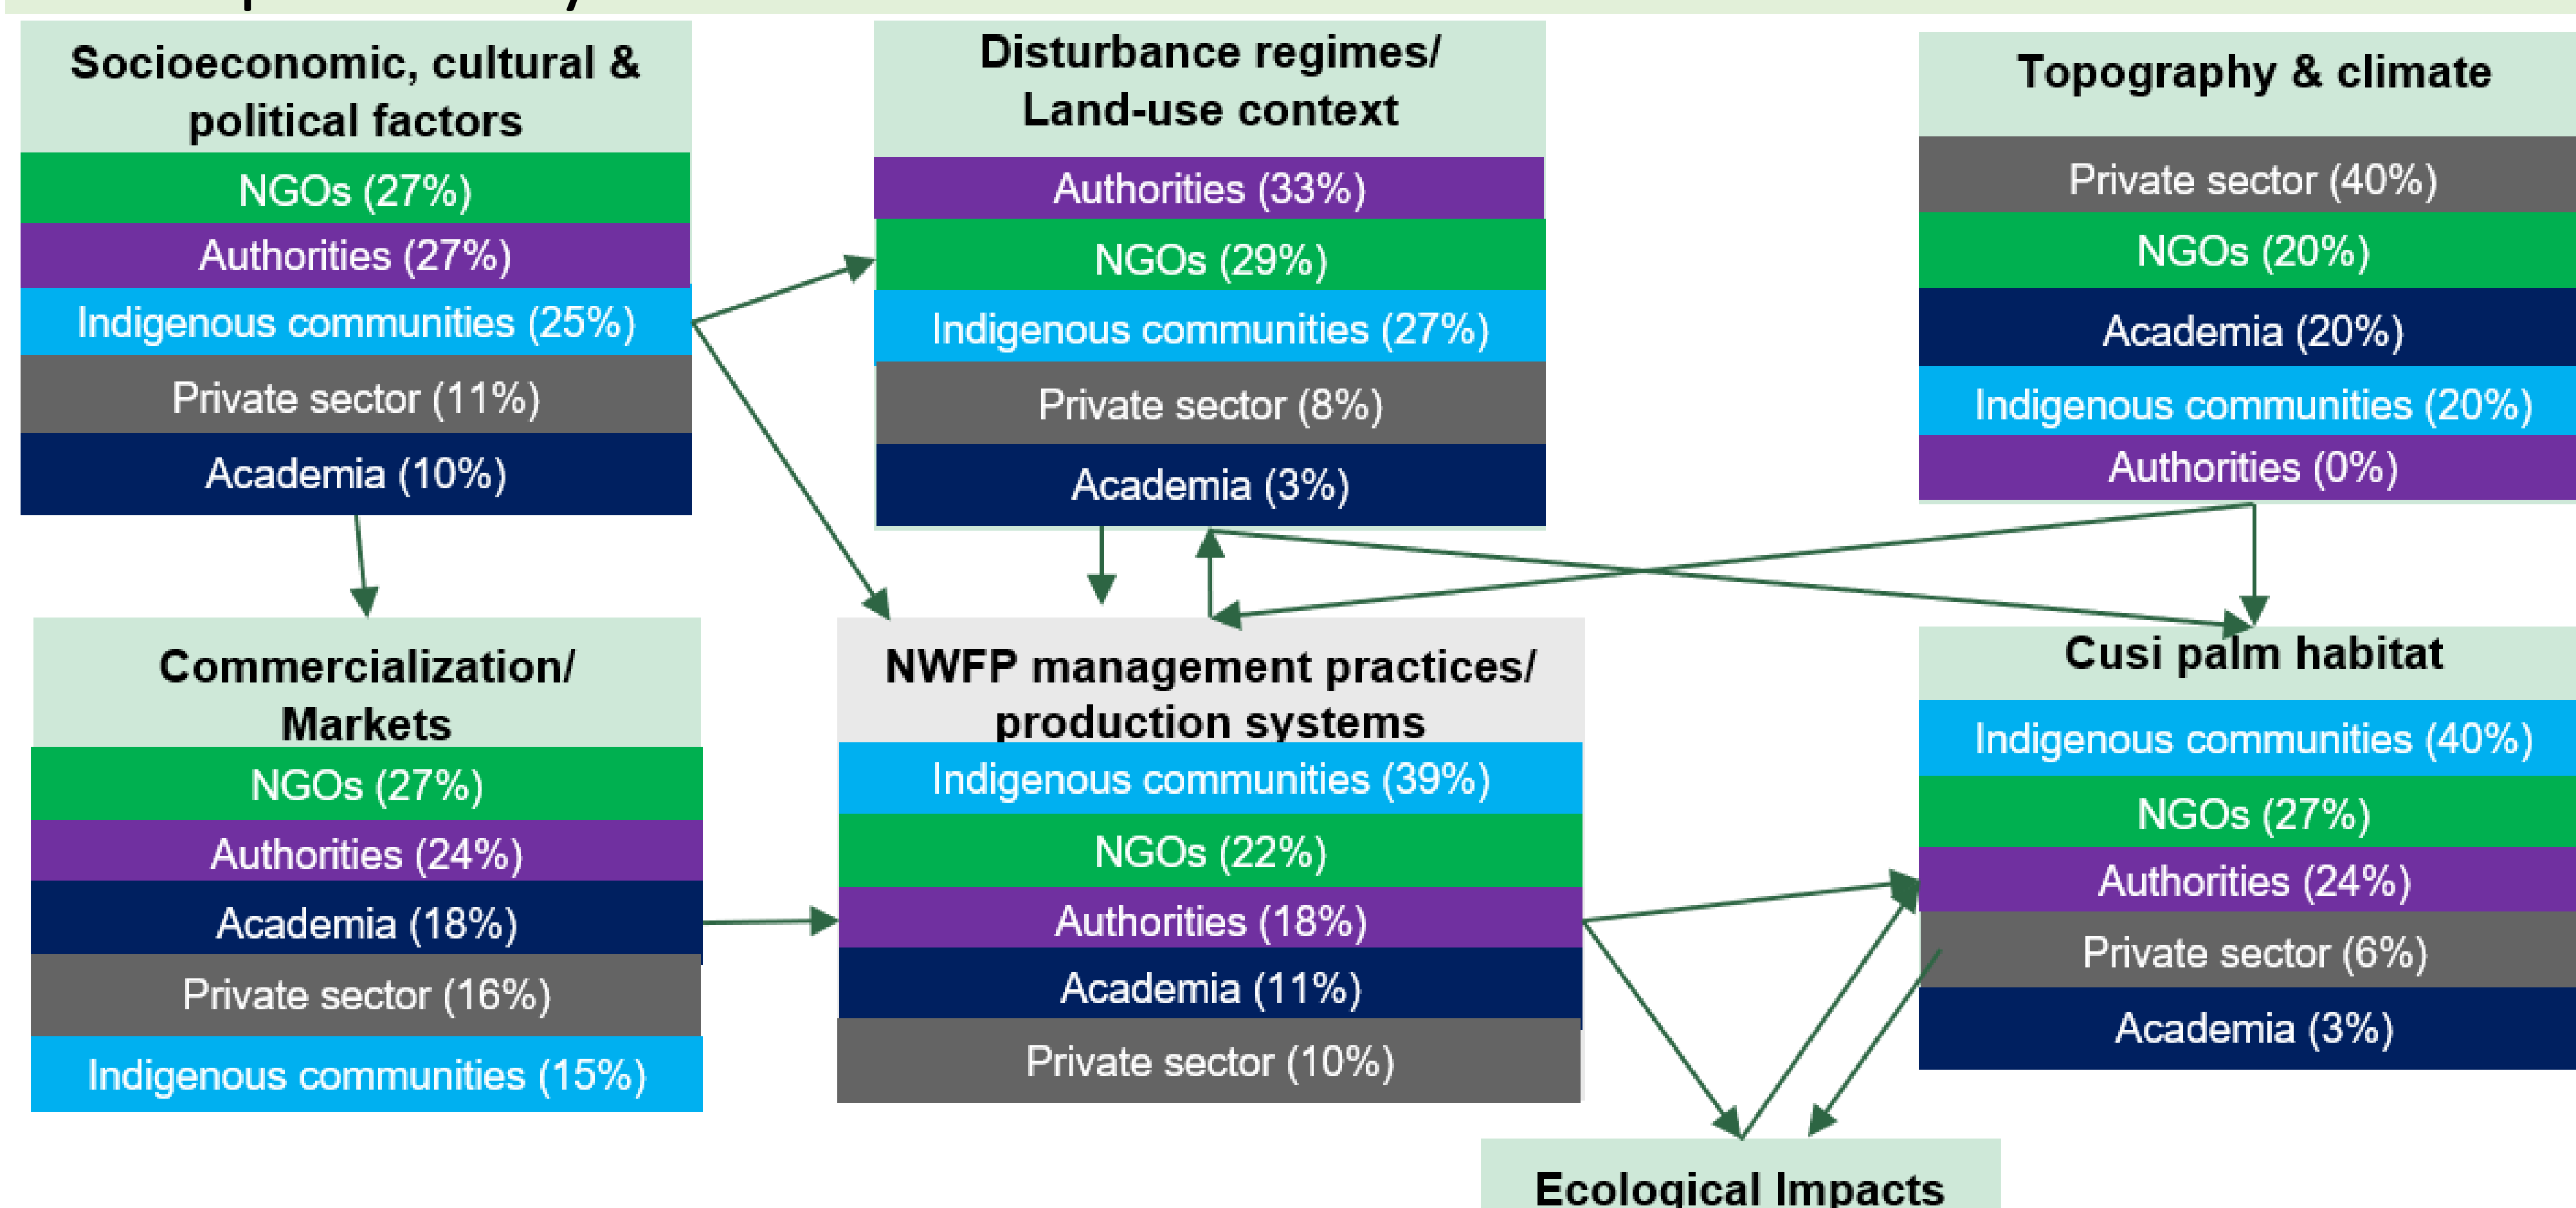 Socioeconomic, cultural &
political factors
NGOs (27%)
Authorities (27%)
Indigenous communities (25%)
Private sector (11%)
Academia (10%)
Disturbance regimes/
Land-use context
Authorities (33%)
NGOs (29%)
Indigenous communities (27%)
Private sector (8%)
Academia (3%)
Topography & climate
Private sector (40%)
NGOs (20%)
Academia (20%)
Indigenous communities (20%)
Authorities (0%)
Commercialization/
Markets
NGOs (27%)
Authorities (24%)
Academia (18%)
Private sector (16%)
Indigenous communities (15%)
NWFP management practices/
production systems
Indigenous communities (39%)
NGOs (22%)
Authorities (18%)
Academia (11%)
Private sector (10%)
Cusi palm habitat
Indigenous communities (40%)
NGOs (27%)
Authorities (24%)
Private sector (6%)
Academia (3%)
Ecological Impacts